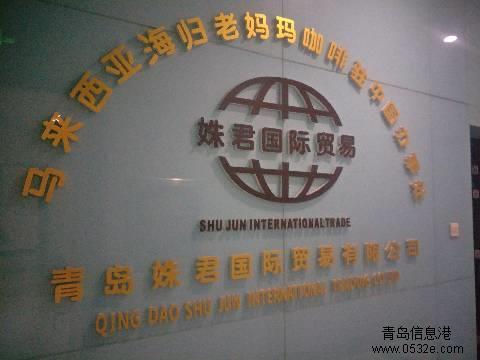 马来西亚海归老妈玛咖啡驻中国办事处
姝君国际贸易
SHU JUN INTERNATIONAL TRADE
青岛姝君国际贸易有限公司
QING DAO SHU JUN INTERNATIONAL
青岛信息港
www.0532e.com